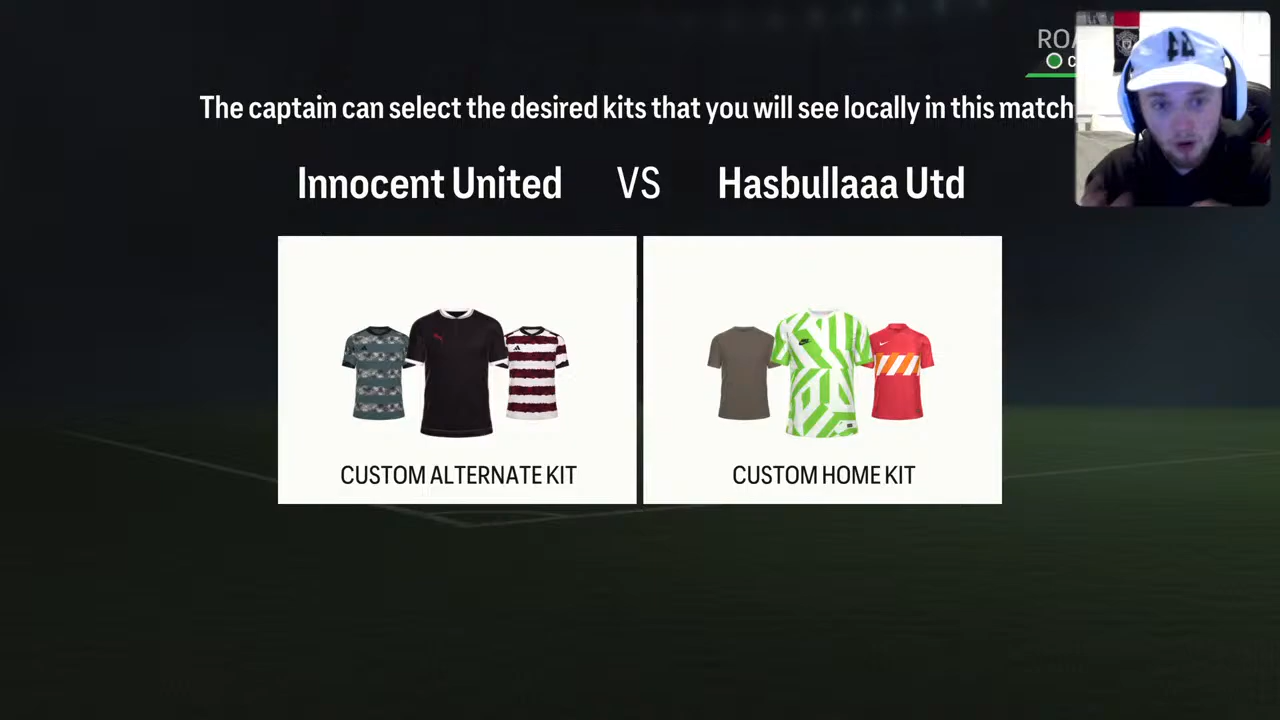 The captain can select the desired kits that you will see locally in this match
Innocent United VS Hasbullaaa Utd
CUSTOM ALTERNATE KIT
CUSTOM HOME KIT